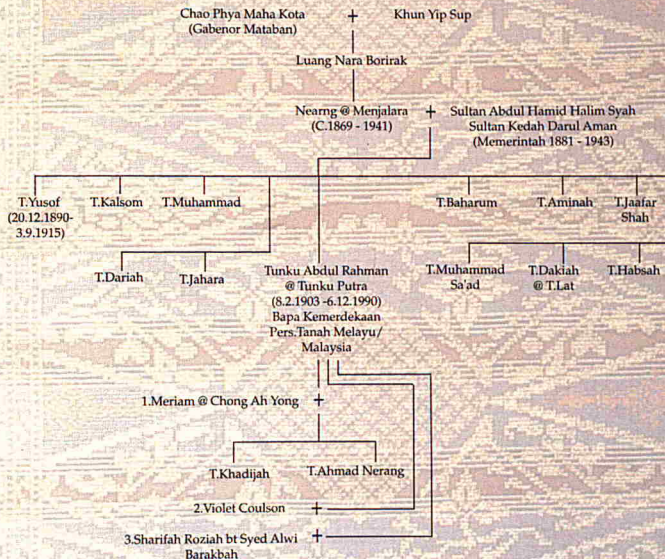 Chao Phya Maha Kota + Khun Yip Sup
(Gabenor Mataban)
Luang Nara Borirak
Nearng @ Menjalara + Sultan Abdul Hamid Halim Syah
(C.1869 - 1941) Sultan Kedah Darul Aman
(Memerintah 1881 - 1943)
T.Yusof T.Kalsom T.Muhammad T.Baharum T.Aminah T.Jaafar
(20.12.1890- Shah
3.9.1915)
T.Dariah T.Jahara Tunku Abdul Rahman T.Muhammad T.Dakiah T.Habsah
@ Tunku Putra Sa'ad @ T.Lat
(8.2.1903 -6.12.1990)
Bapa Kemerdekaan
Pers.Tanah Melayu/
Malaysia
1.Meriam @ Chong Ah Yong +
T.Khadijah T.Ahmad Nerang
2.Violet Coulson +
3.Sharifah Roziah bt Syed Alwi +
Barakbah